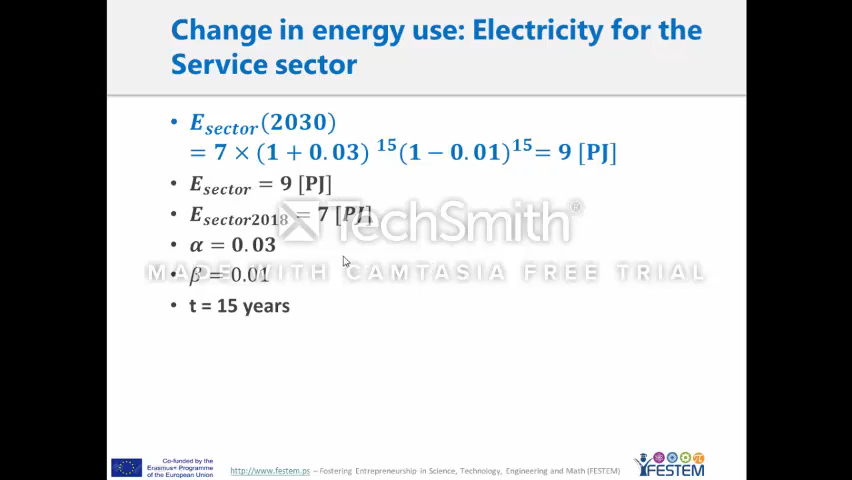 Change in energy use: Electricity for the
Service sector
• E_sector(2030)
= 7 × (1 + 0.03) ^15(1 − 0.01)^15= 9 [PJ]
• E_sector = 9 [PJ]
• E_sector2018 = 7 [PJ]
TechSmith®
• α = 0.03
MADE WITH CAMTASIA FREE TRIAL
• β = 0.01
• t = 15 years
Co-funded by the
Erasmus+ Programme
of the European Union
http://www.festem.ps – Fostering Entrepreneurship in Science, Technology, Engineering and Math (FESTEM)
FESTEM